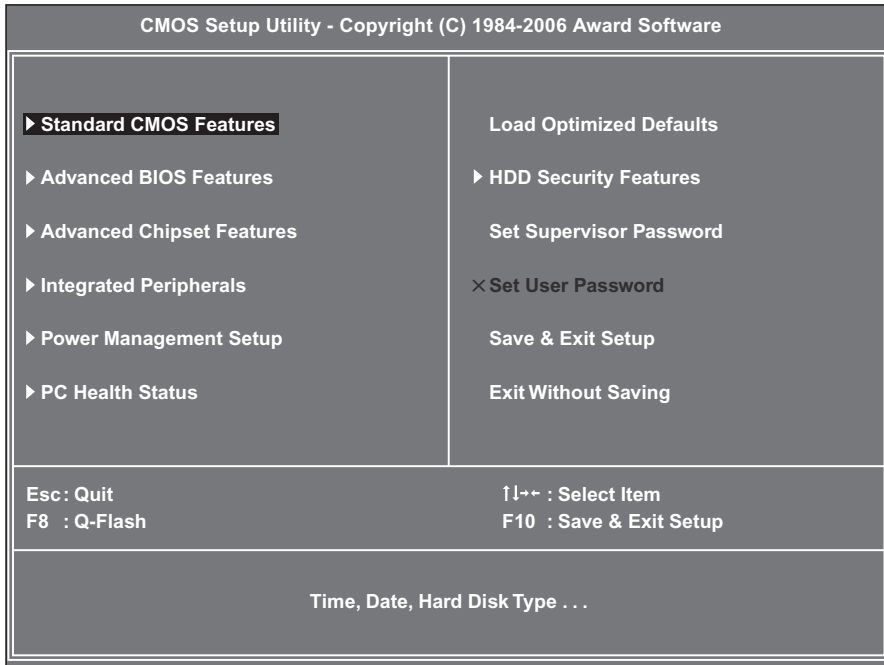 CMOS Setup Utility - Copyright (C) 1984-2006 Award Software
Standard CMOS Features
Advanced BIOS Features
Advanced Chipset Features
Integrated Peripherals
Power Management Setup
PC Health Status
Load Optimized Defaults
HDD Security Features
Set Supervisor Password
×Set User Password
Save & Exit Setup
Exit Without Saving
Esc: Quit
F8 : Q-Flash
↑↓→← : Select Item
F10 : Save & Exit Setup
Time, Date, Hard Disk Type . . .